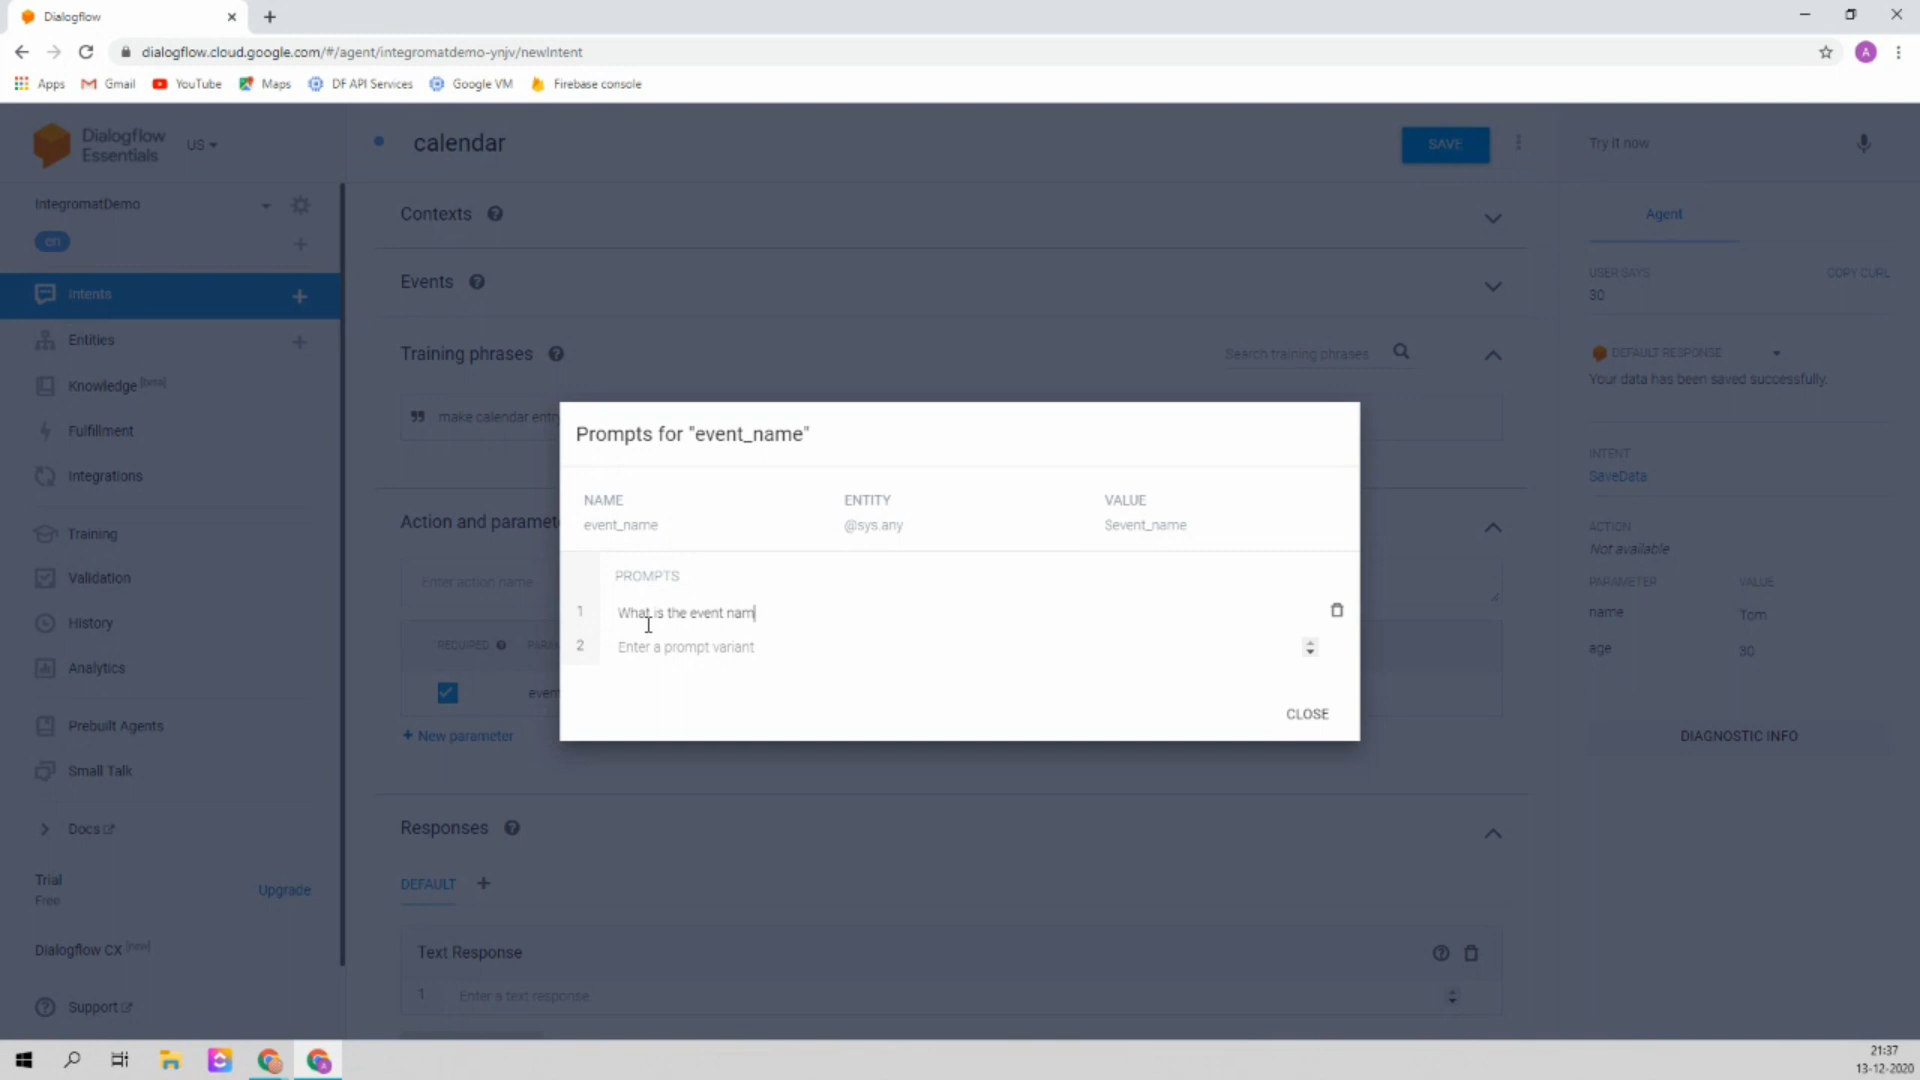 Dialogflow
dialogflow.cloud.google.com/#/agent/integromatdemo-ynjv/newIntent
A
Apps
Gmail
YouTube
Maps
DF API Services
Google VM
Firebase console
Dialogflow
Essentials
US
calendar
SAVE
Try it now
IntegromatDemo
en
Intents
Entities
Knowledge [beta]
Fulfillment
Integrations
Training
Validation
History
Analytics
Prebuilt Agents
Small Talk
Docs
Trial
Free
Upgrade
Dialogflow CX [new]
Support
Contexts
Events
Training phrases
Search training phrases
make calendar entry
Action and paramet
Enter action name
REQUIRED
PARA
event
+ New parameter
Prompts for "event_name"
NAME
ENTITY
VALUE
event_name
@sys.any
$event_name
PROMPTS
1 What is the event nam
2 Enter a prompt variant
CLOSE
Responses
DEFAULT
Text Response
1 Enter a text response
Agent
USER SAYS
COPY CURL
30
DEFAULT RESPONSE
Your data has been saved successfully.
INTENT
SaveData
ACTION
Not available
PARAMETER
VALUE
name
Tom
age
30
DIAGNOSTIC INFO
21:37
13-12-2020